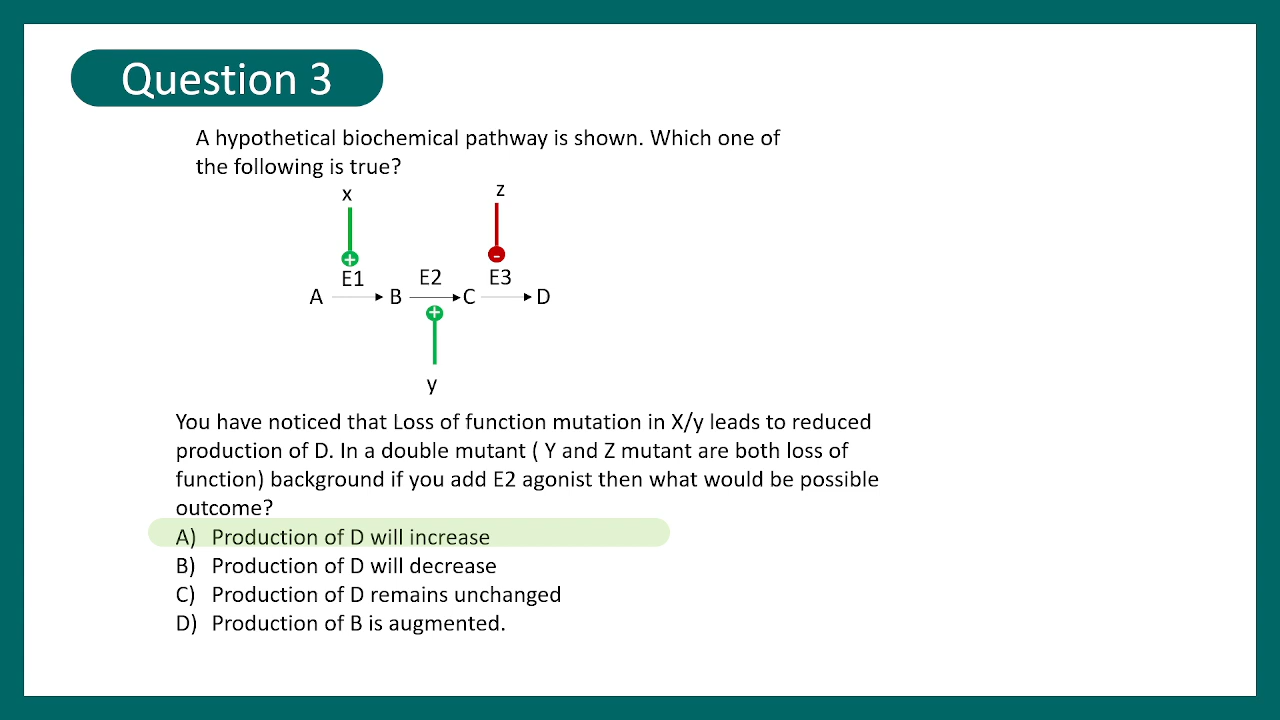 Question 3
A hypothetical biochemical pathway is shown. Which one of
the following is true?
x
z
+
-
E1
E2
E3
A
B
C
D
+
y
You have noticed that Loss of function mutation in X/y leads to reduced
production of D. In a double mutant ( Y and Z mutant are both loss of
function) background if you add E2 agonist then what would be possible
outcome?
A) Production of D will increase
B) Production of D will decrease
C) Production of D remains unchanged
D) Production of B is augmented.